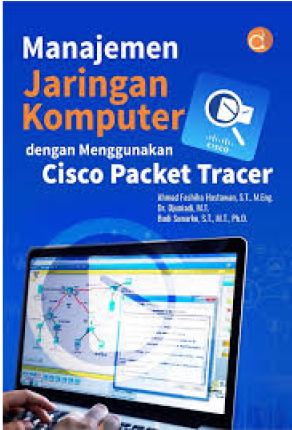 Manajemen
Jaringan
Komputer
dengan Menggunakan
Cisco Packet Tracer
CISCO
Ahmad Fashiha Hastawan, S.T., M.Eng.
Dr. Djuniadi, M.T.
Budi Sunarko, S.T., M.T., Ph.D.